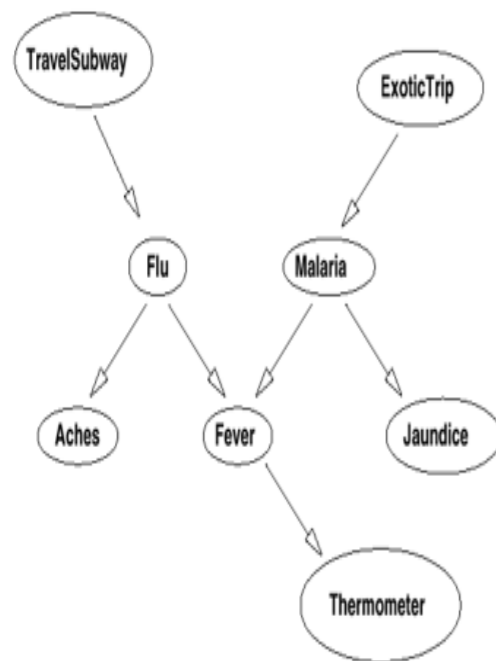 TravelSubway
ExoticTrip
Flu
Malaria
Aches
Fever
Jaundice
Thermometer